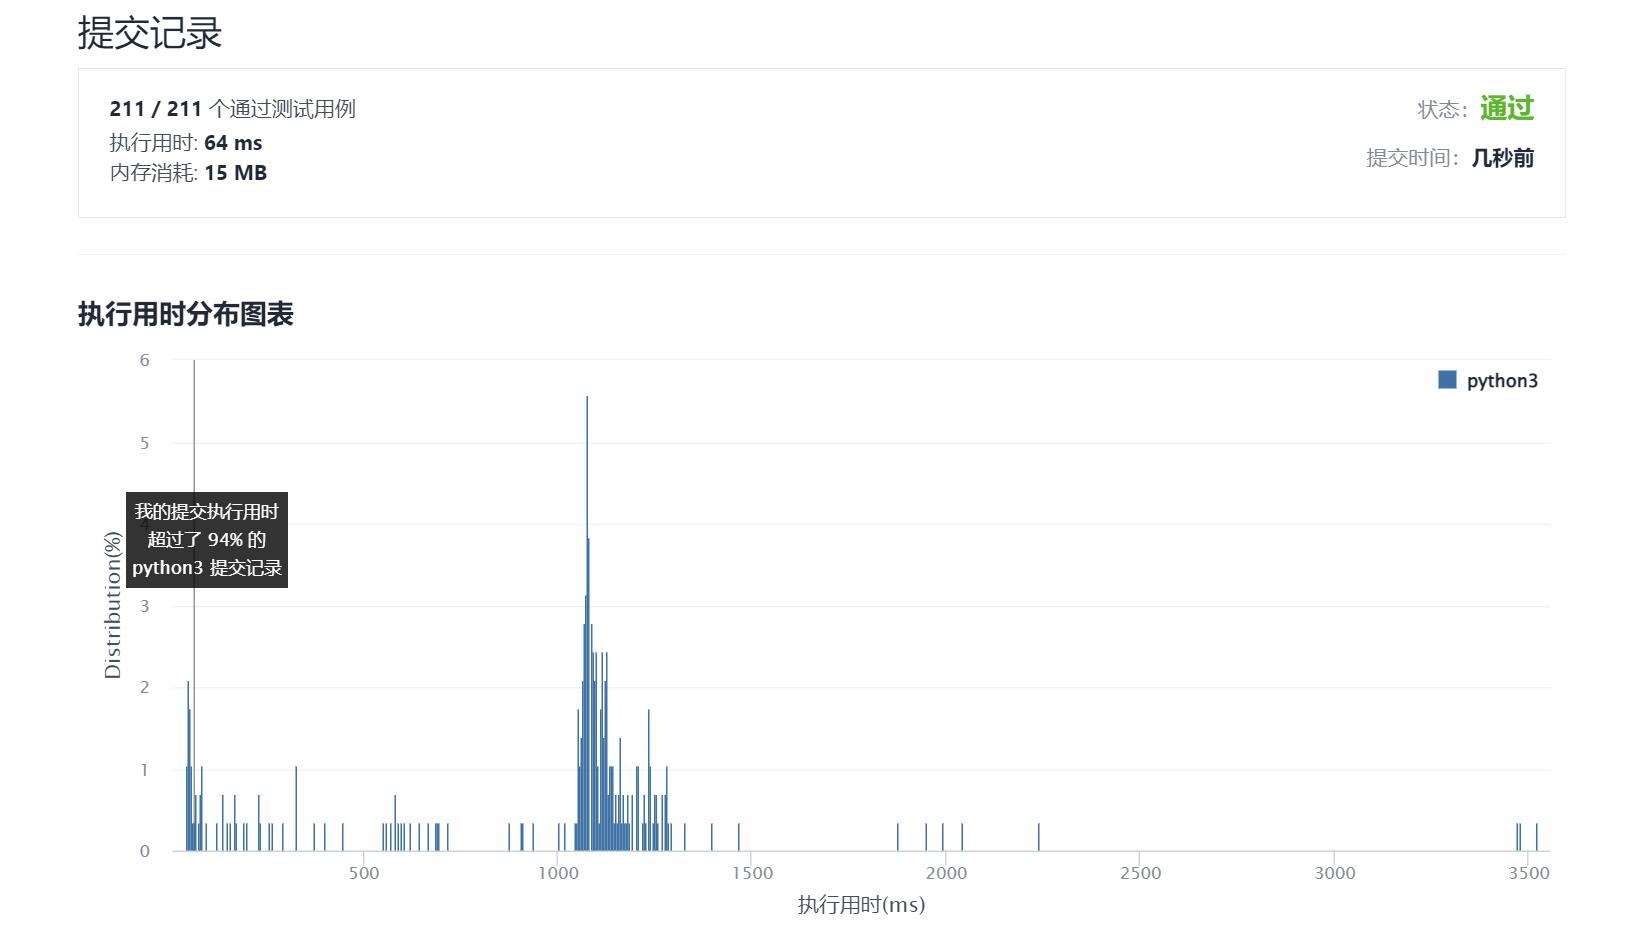 提交记录
211 / 211 个通过测试用例
状态：通过
执行用时: 64 ms
提交时间：几秒前
内存消耗: 15 MB
执行用时分布图表
python3
6
5
4
3
2
1
0
Distribution(%)
我的提交执行用时
超过了 94% 的
python3 提交记录
500 1000 1500 2000 2500 3000 3500
执行用时(ms)